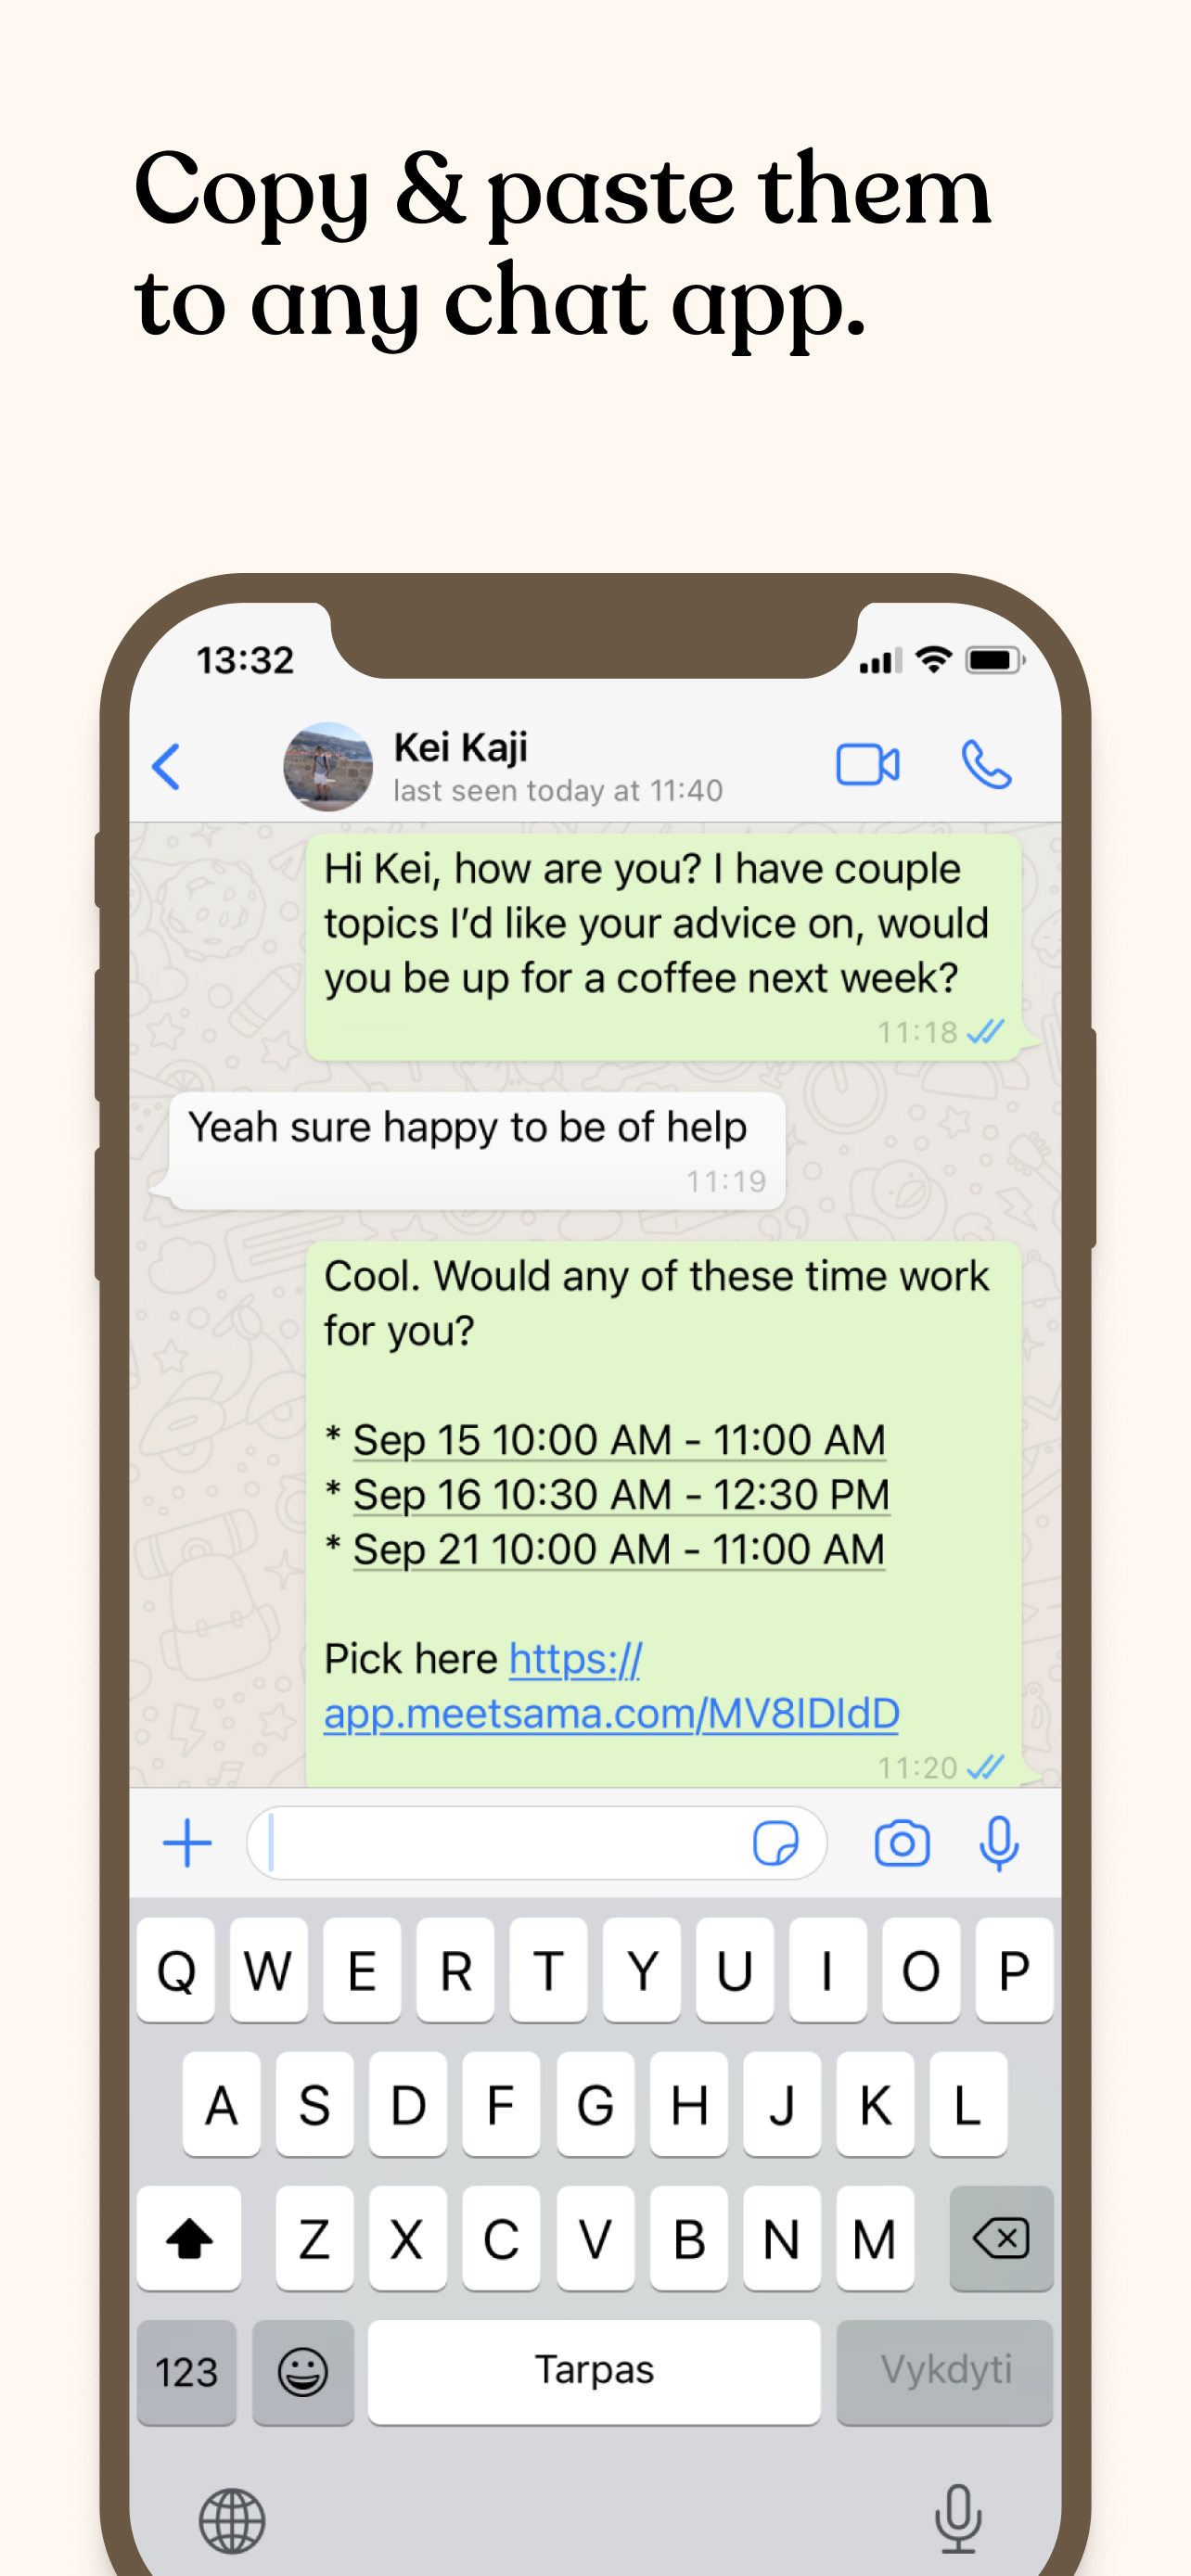 Copy & paste them
to any chat app.
13:32
Kei Kaji
last seen today at 11:40
Hi Kei, how are you? I have couple
topics I’d like your advice on, would
you be up for a coffee next week?
11:18
Yeah sure happy to be of help
11:19
Cool. Would any of these time work
for you?
* Sep 15 10:00 AM - 11:00 AM
* Sep 16 10:30 AM - 12:30 PM
* Sep 21 10:00 AM - 11:00 AM
Pick here https://
app.meetsama.com/MV8IDIdD
11:20
Q W E R T Y U I O P
A S D F G H J K L
Z X C V B N M
123 Tarpas Vykdyti